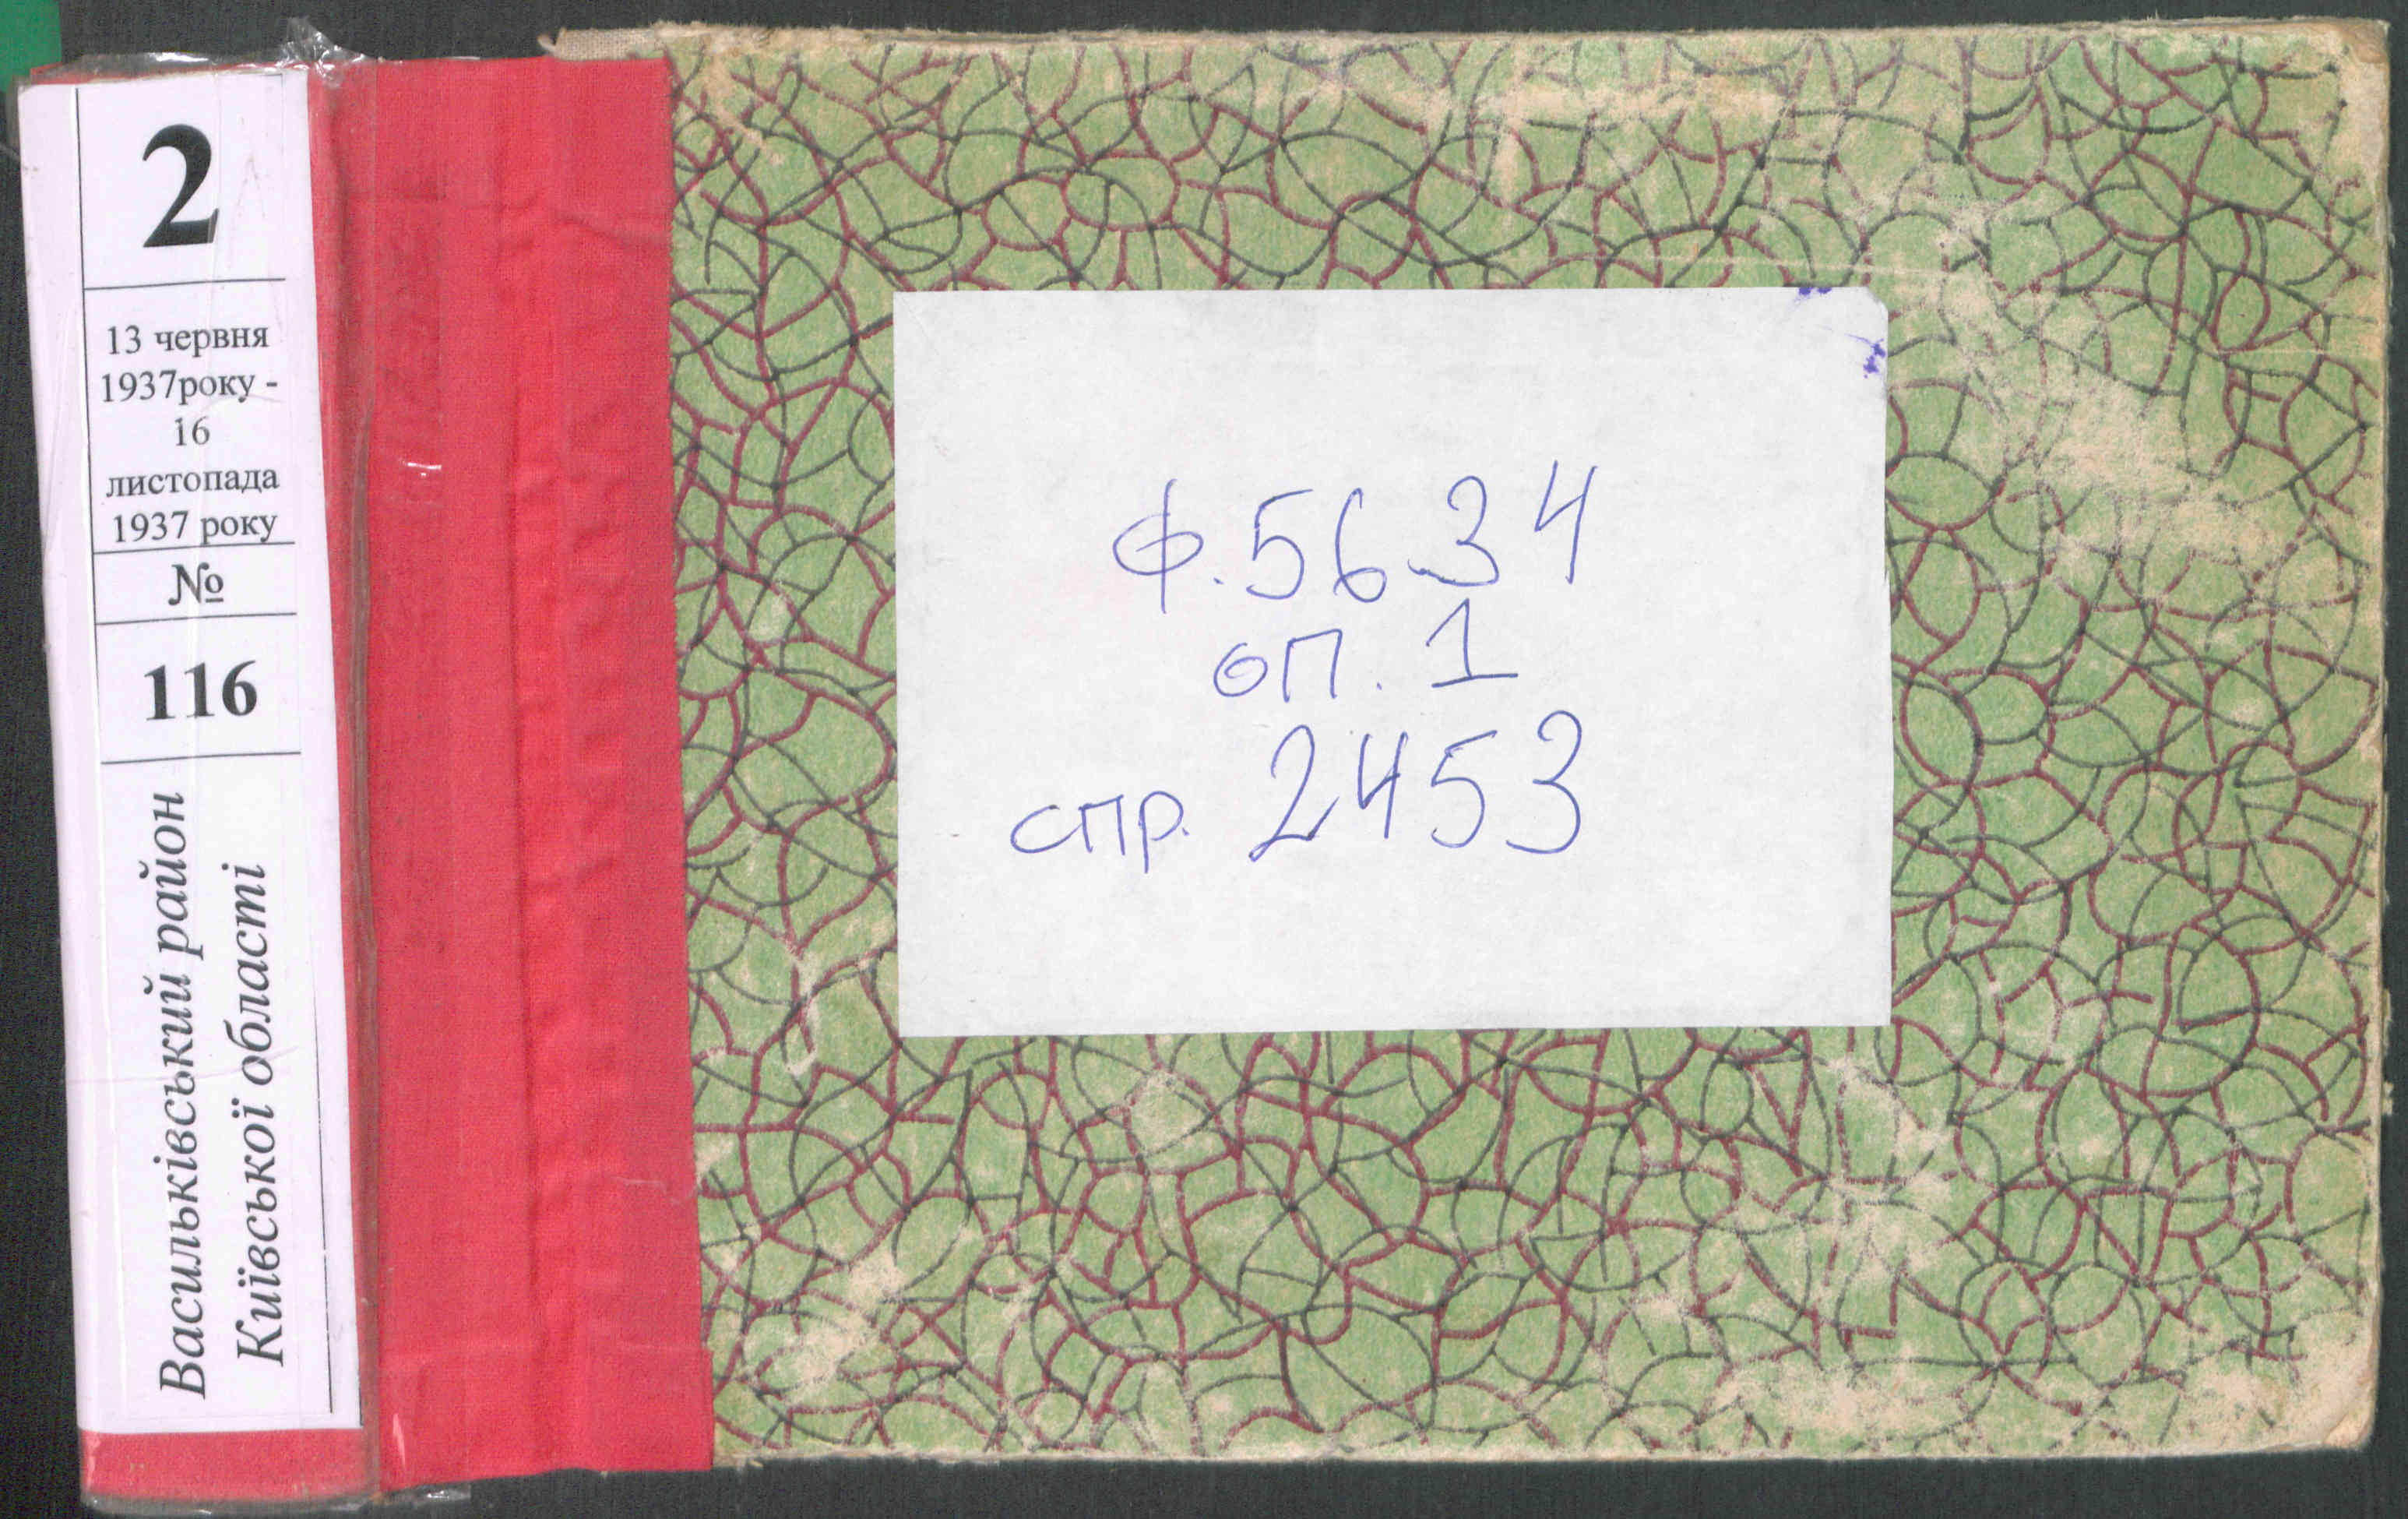 2
13 червня
1937року -
16
листопада
1937 року
№
116
Васильківський район
Київської області
ф. 5634
оп. 1
спр. 2453